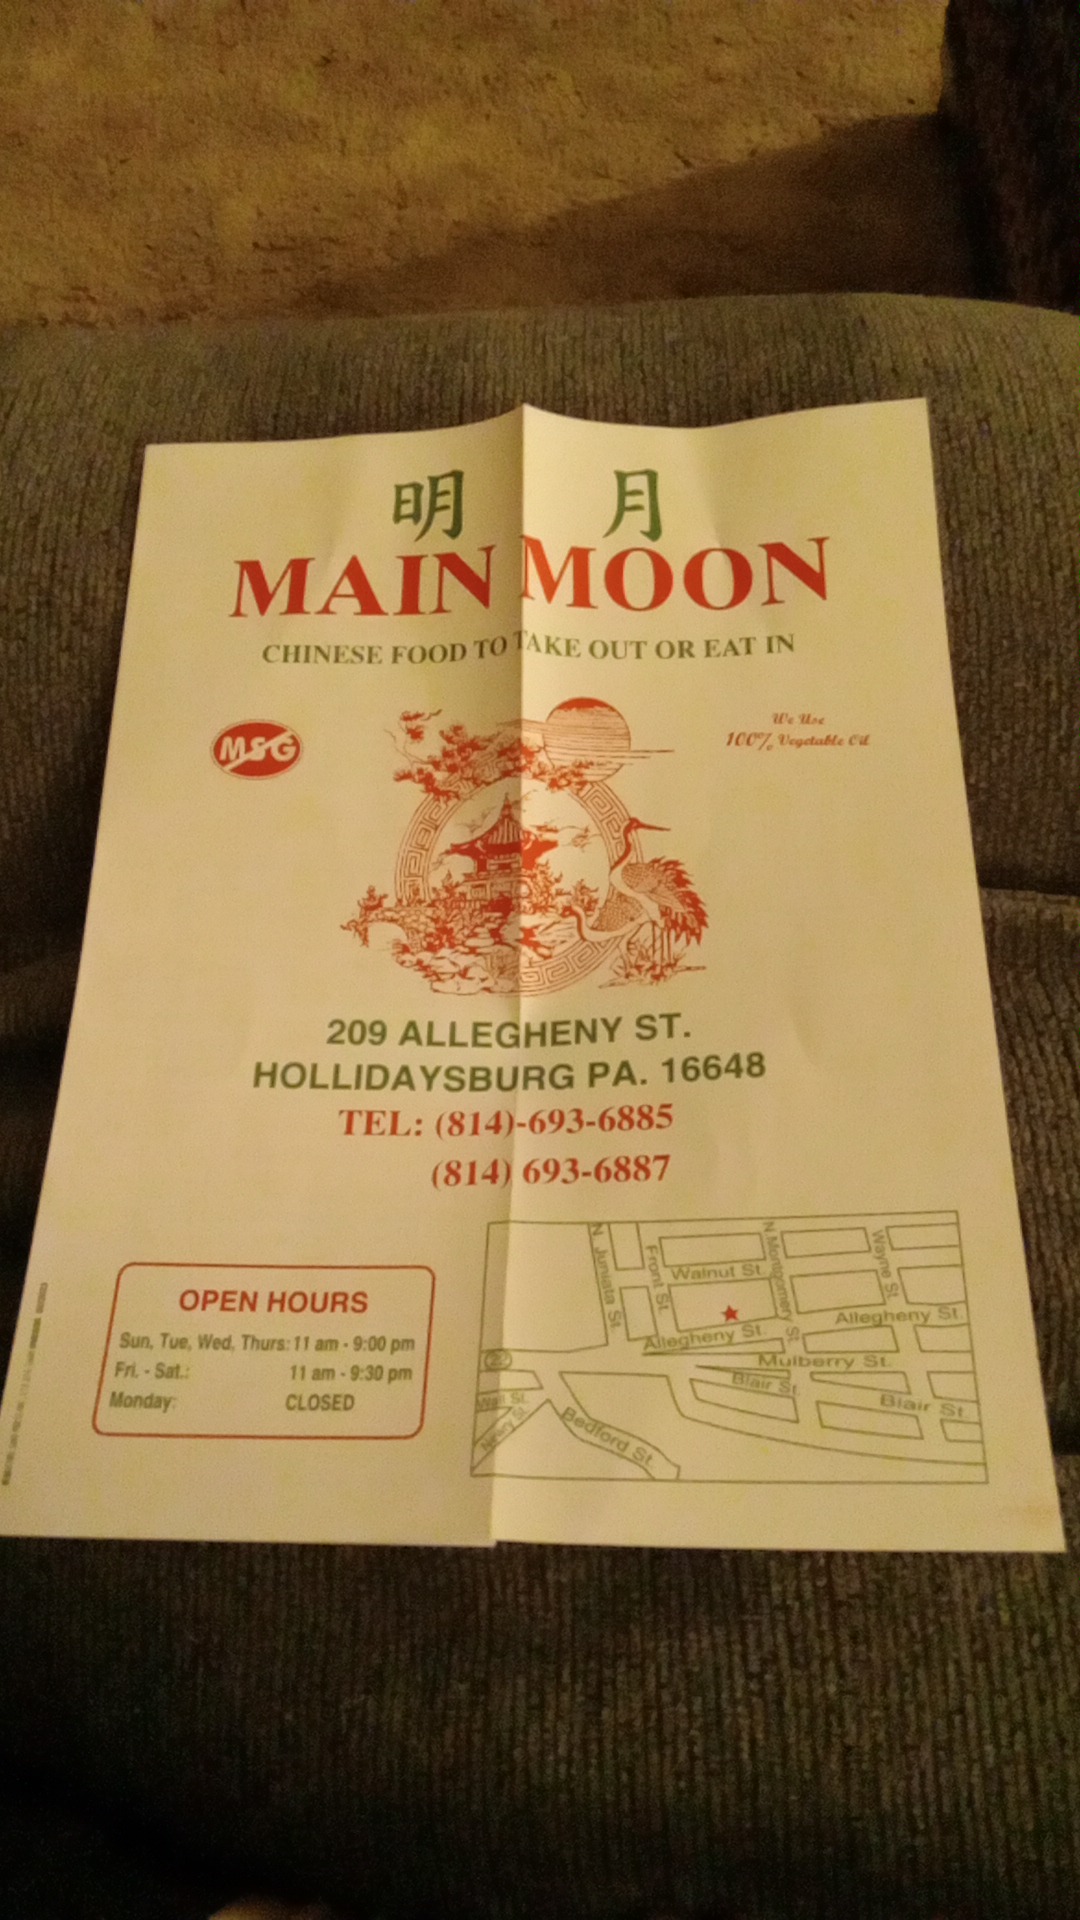 明 月
MAIN MOON
CHINESE FOOD TO TAKE OUT OR EAT IN
MSG
We Use
100% Vegetable Oil
209 ALLEGHENY ST.
HOLLIDAYSBURG PA. 16648
TEL: (814)-693-6885
(814) 693-6887
OPEN HOURS
Sun, Tue, Wed, Thurs: 11 am - 9:00 pm
Fri. - Sat.: 11 am - 9:30 pm
Monday: CLOSED
N Juniata St.
Front St.
Walnut St.
N Montgomery St.
Wayne St.
Allegheny St.
Allegheny St.
Mulberry St.
Blair St.
Blair St.
22
Wall St.
Bedford St.